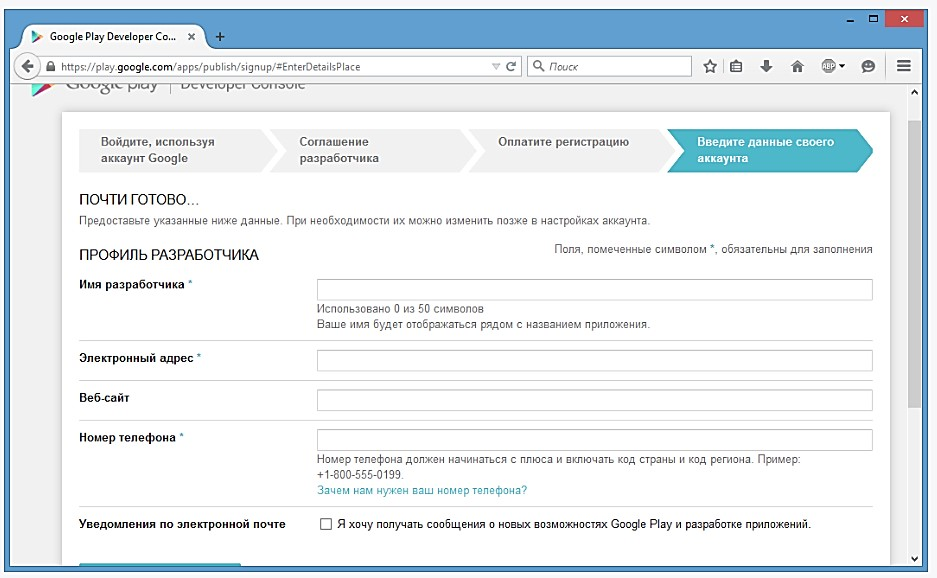 Google Play Developer Co...
https://play.google.com/apps/publish/signup/#EnterDetailsPlace
Поиск
ABP
Google play | Developer Console
Войдите, используя
аккаунт Google
Соглашение
разработчика
Оплатите регистрацию
Введите данные своего
аккаунта
ПОЧТИ ГОТОВО...
Предоставьте указанные ниже данные. При необходимости их можно изменить позже в настройках аккаунта.
ПРОФИЛЬ РАЗРАБОТЧИКА
Поля, помеченные символом *, обязательны для заполнения
Имя разработчика *
Использовано 0 из 50 символов
Ваше имя будет отображаться рядом с названием приложения.
Электронный адрес *
Веб-сайт
Номер телефона *
Номер телефона должен начинаться с плюса и включать код страны и код региона. Пример:
+1-800-555-0199.
Зачем нам нужен ваш номер телефона?
Уведомления по электронной почте
Я хочу получать сообщения о новых возможностях Google Play и разработке приложений.